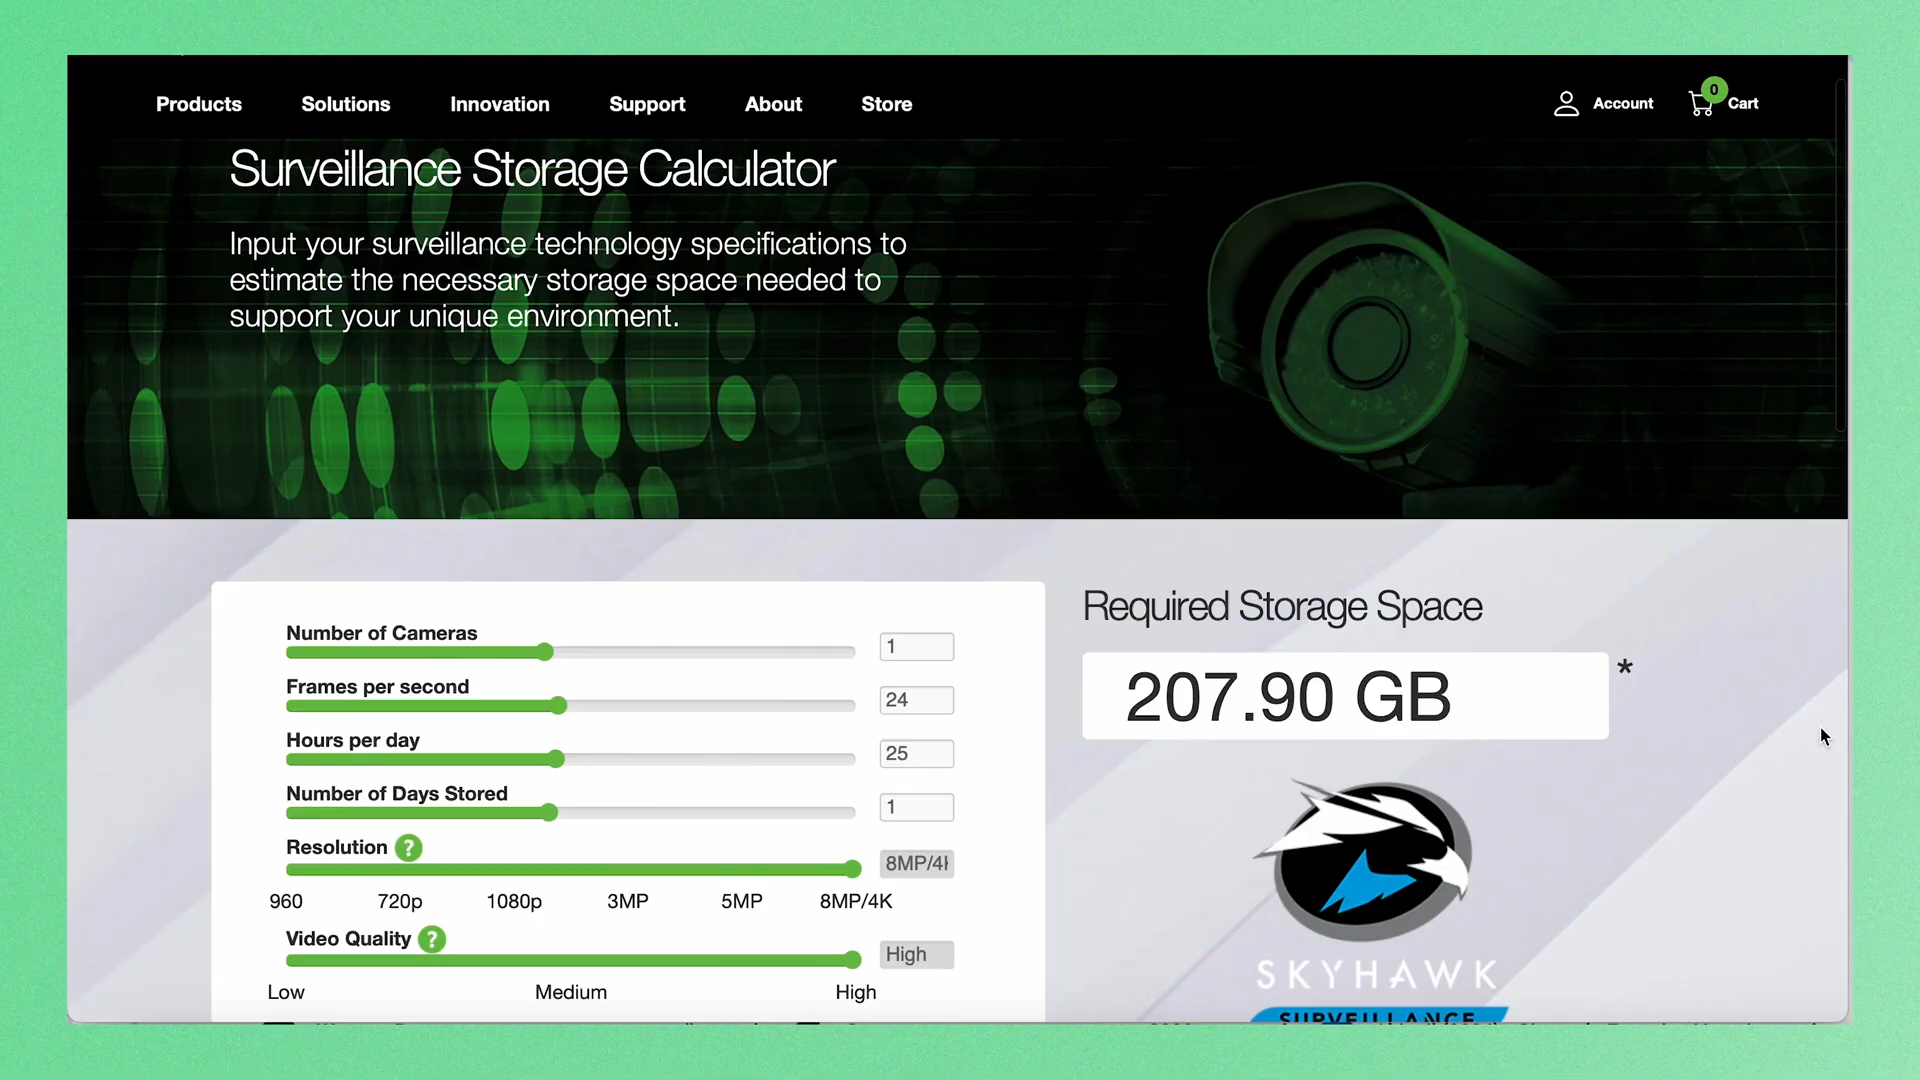 Products Solutions Innovation Support About Store Account 0 Cart
Surveillance Storage Calculator
Input your surveillance technology specifications to
estimate the necessary storage space needed to
support your unique environment.
Number of Cameras 1
Frames per second 24
Hours per day 25
Number of Days Stored 1
Resolution ? 8MP/4
960 720p 1080p 3MP 5MP 8MP/4K
Video Quality ? High
Low Medium High
Required Storage Space
207.90 GB *
SKYHAWK
SURVEILLANCE